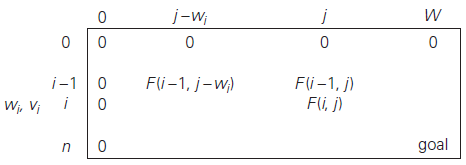 0 j–wᵢ j W
0 0 0 0 0
i–1 0 F(i–1, j–wᵢ) F(i–1, j)
wᵢ, vᵢ i 0 F(i, j)
n 0 goal